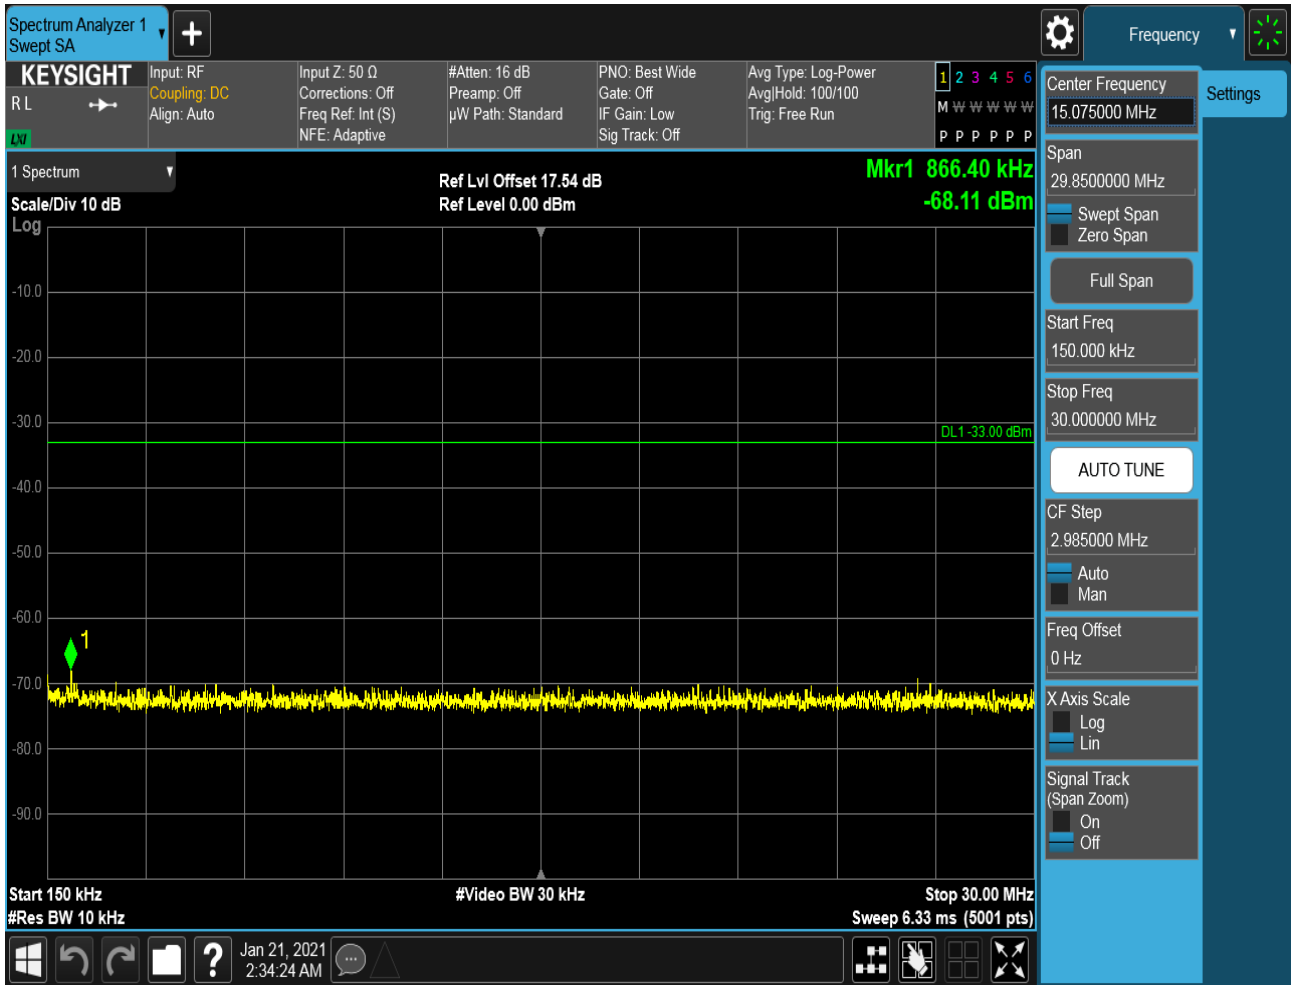 Spectrum Analyzer 1
Swept SA
Frequency
KEYSIGHT
R L
LXI
Input: RF
Coupling: DC
Align: Auto
Input Z: 50 Ω
Corrections: Off
Freq Ref: Int (S)
NFE: Adaptive
#Atten: 16 dB
Preamp: Off
µW Path: Standard
PNO: Best Wide
Gate: Off
IF Gain: Low
Sig Track: Off
Avg Type: Log-Power
Avg|Hold: 100/100
Trig: Free Run
1 2 3 4 5 6
M W W W W W
P P P P P P
1 Spectrum
Scale/Div 10 dB
Log
Ref Lvl Offset 17.54 dB
Ref Level 0.00 dBm
Mkr1 866.40 kHz
-68.11 dBm
-10.0
-20.0
-30.0
DL1 -33.00 dBm
-40.0
-50.0
-60.0
1
-70.0
-80.0
-90.0
Start 150 kHz
#Video BW 30 kHz
Stop 30.00 MHz
#Res BW 10 kHz
Sweep 6.33 ms (5001 pts)
Center Frequency
15.075000 MHz
Settings
Span
29.8500000 MHz
Swept Span
Zero Span
Full Span
Start Freq
150.000 kHz
Stop Freq
30.000000 MHz
AUTO TUNE
CF Step
2.985000 MHz
Auto
Man
Freq Offset
0 Hz
X Axis Scale
Log
Lin
Signal Track
(Span Zoom)
On
Off
?
Jan 21, 2021
2:34:24 AM